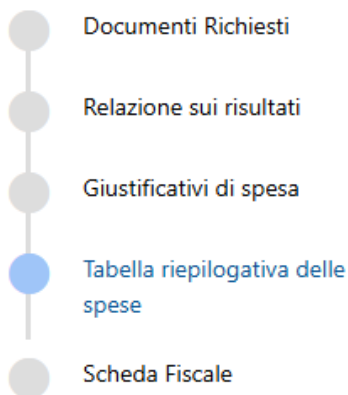 Documenti Richiesti
Relazione sui risultati
Giustificativi di spesa
Tabella riepilogativa delle
spese
Scheda Fiscale